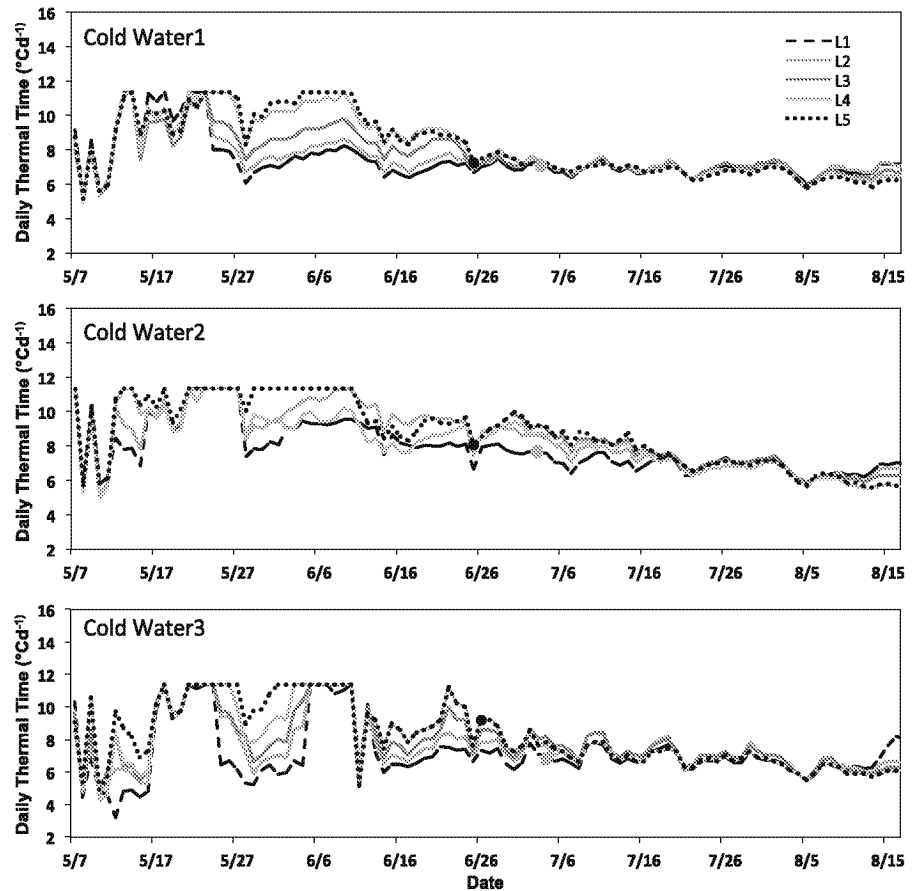 Cold Water1
L1
L2
L3
L4
L5
Daily Thermal Time (°Cd-1)
16
14
12
10
8
6
4
2
5/7 5/17 5/27 6/6 6/16 6/26 7/6 7/16 7/26 8/5 8/15
Cold Water2
Daily Thermal Time (°Cd-1)
16
14
12
10
8
6
4
2
5/7 5/17 5/27 6/6 6/16 6/26 7/6 7/16 7/26 8/5 8/15
Cold Water3
Daily Thermal Time (°Cd-1)
16
14
12
10
8
6
4
2
5/7 5/17 5/27 6/6 6/16 6/26 7/6 7/16 7/26 8/5 8/15
Date